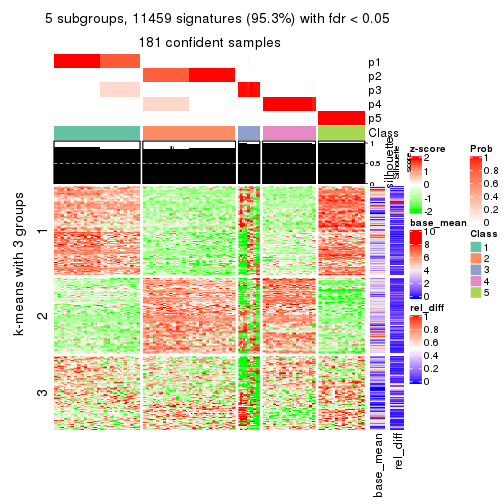 5 subgroups, 11459 signatures (95.3%) with fdr < 0.05
181 confident samples
p1
p2
p3
p4
p5
Class
1
0.5
0
silhouette
Silhouette
score
k-means with 3 groups
1
2
3
base_mean
rel_diff
z-score
2
1
0
-1
-2
base_mean
10
8
6
4
2
0
rel_diff
1
0.8
0.6
0.4
0.2
0
Prob
1
0.8
0.6
0.4
0.2
0
Class
1
2
3
4
5